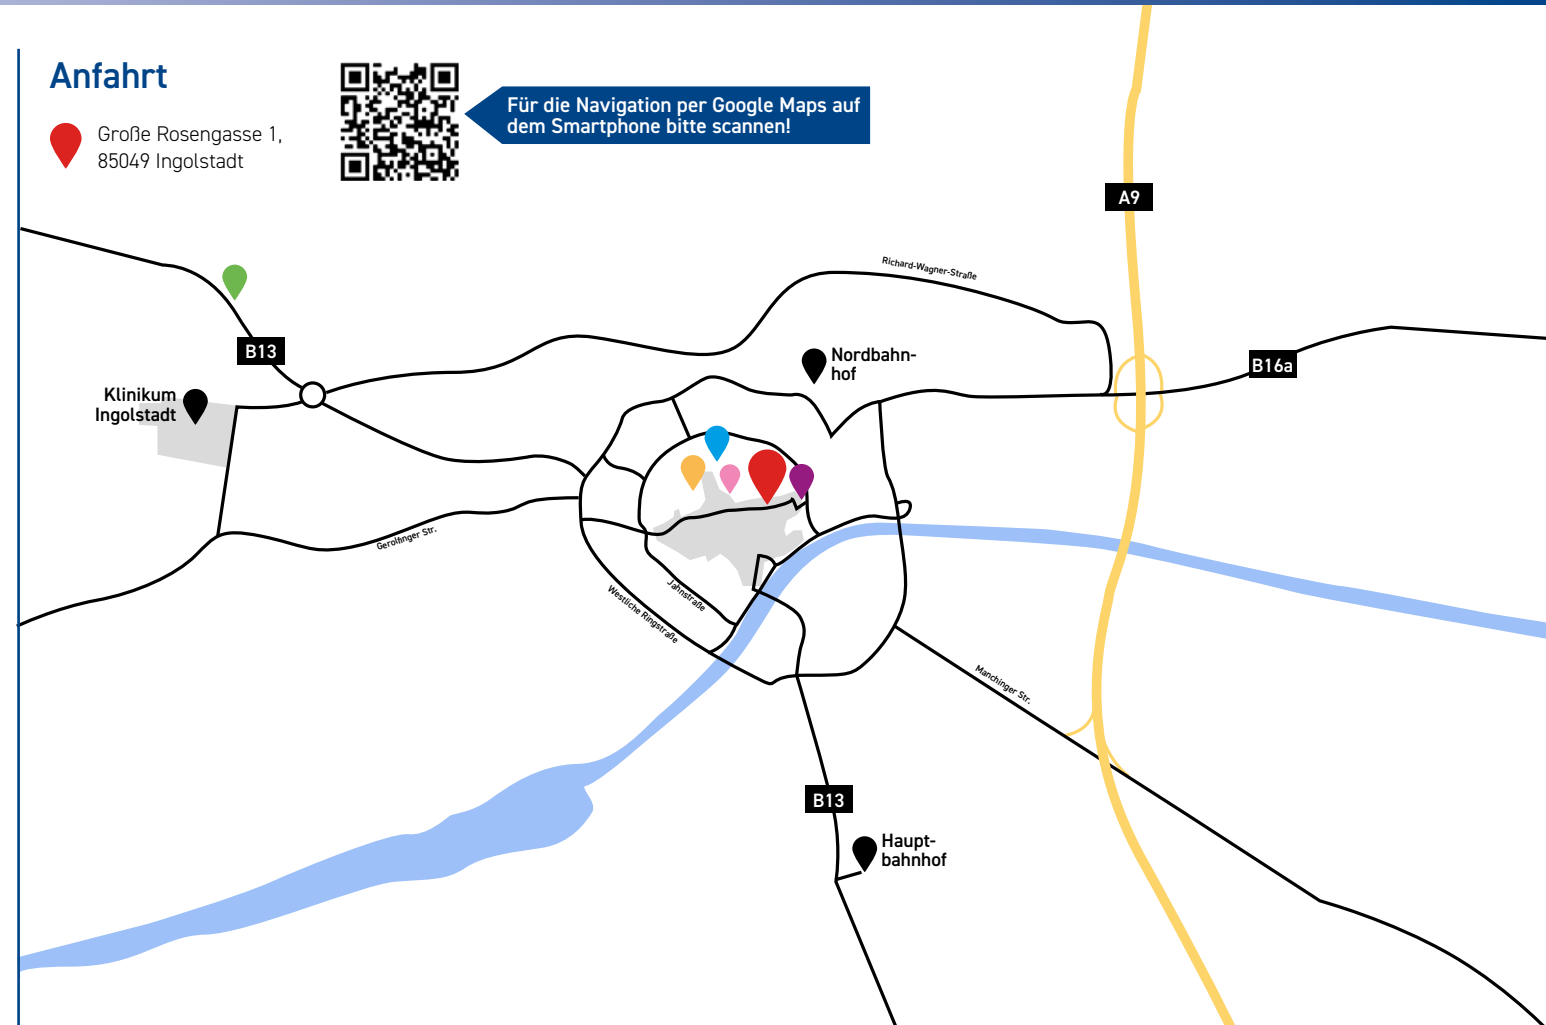 Anfahrt
Große Rosengasse 1,
85049 Ingolstadt
Für die Navigation per Google Maps auf
dem Smartphone bitte scannen!
A9
Richard-Wagner-Straße
B13
Nordbahn-
hof
B16a
Klinikum
Ingolstadt
Gerolfinger Str.
Jahnstraße
Westliche Ringstraße
Manchinger Str.
B13
Haupt-
bahnhof